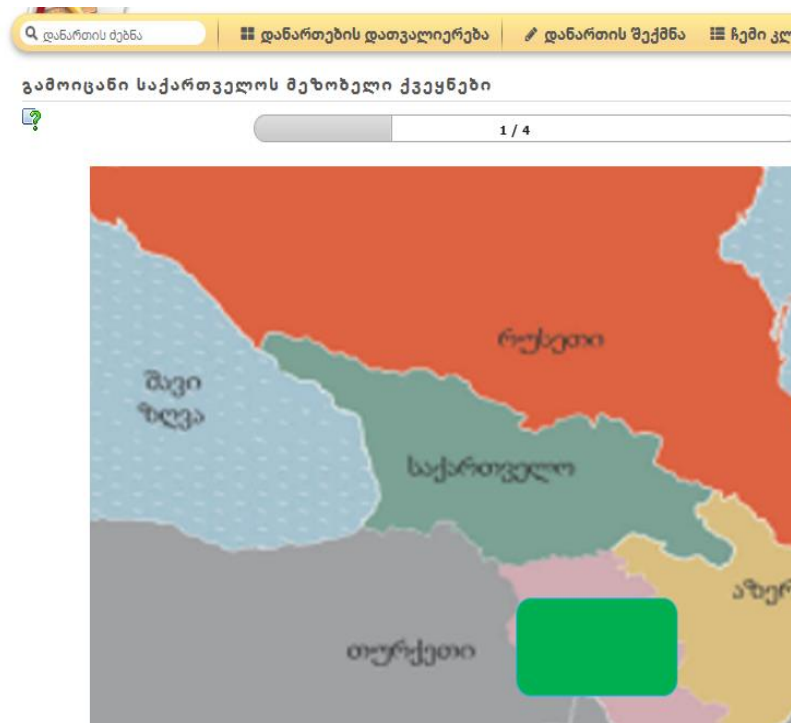 დანართის ძებნა
დანართების დათვალიერება
დანართის შექმნა
ჩემი კლ
გამოიცანი საქართველოს მეზობელი ქვეყნები
1 / 4
რუსეთი
შავი
ზღვა
საქართველო
აზერ
თურქეთი